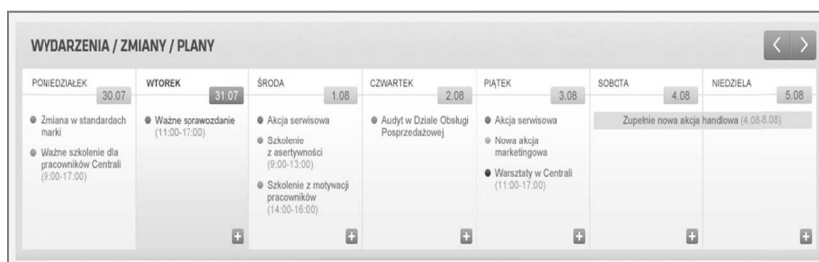 WYDARZENIA / ZMIANY / PLANY
PONIEDZIAŁEK
30.07
Zmiana w standardach
marki
Ważne szkolenie dla
pracowników Centrali
(9:00-17:00)
WTOREK
31.07
Ważne sprawozdanie
(11:00-17:00)
ŚRODA
1.08
Akcja serwisowa
Szkolenie
z asertywności
(9:00-13:00)
Szkolenie z motywacji
pracowników
(14:00-16:00)
CZWARTEK
2.08
Audyt w Dziale Obsługi
Posprzedażowej
PIĄTEK
3.08
Akcja serwisowa
Nowa akcja
marketingowa
Warsztaty w Centrali
(11:00-17:00)
SOBOTA
4.08
NIEDZIELA
5.08
Zupełnie nowa akcja handlowa (4.08-8.08)